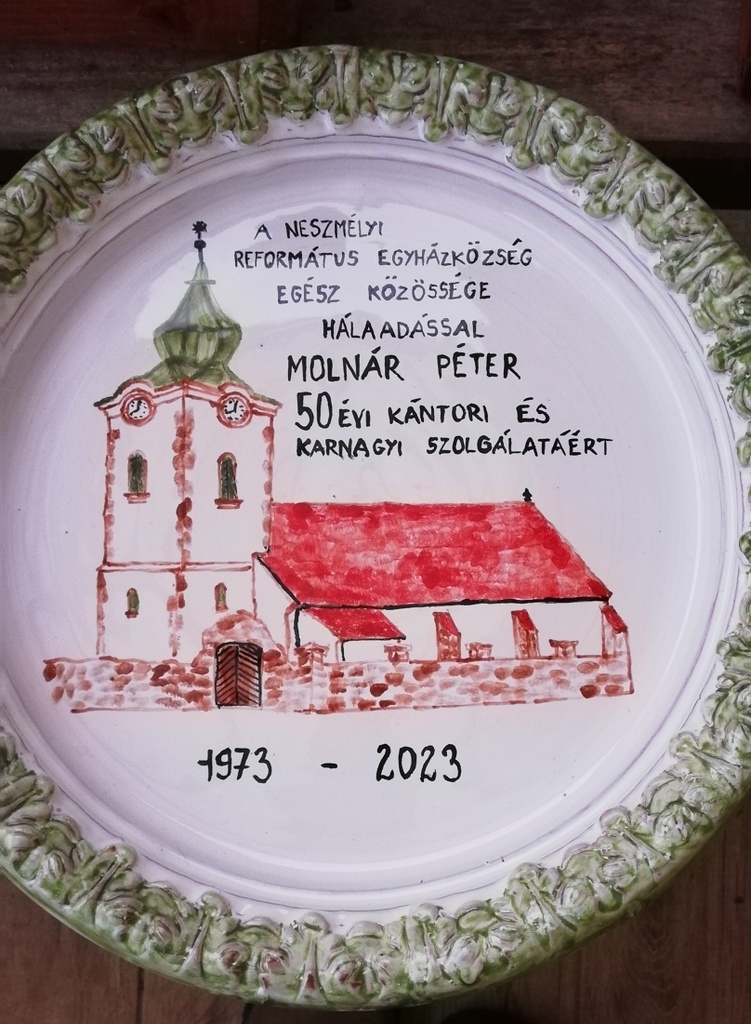 A NESZMÉLYI
REFORMÁTUS EGYHÁZKÖZSÉG
EGÉSZ KÖZÖSSÉGE
HÁLAADÁSSAL
MOLNÁR PÉTER
50 ÉVI KÁNTORI ÉS
KARNAGYI SZOLGÁLATÁÉRT
1973 - 2023